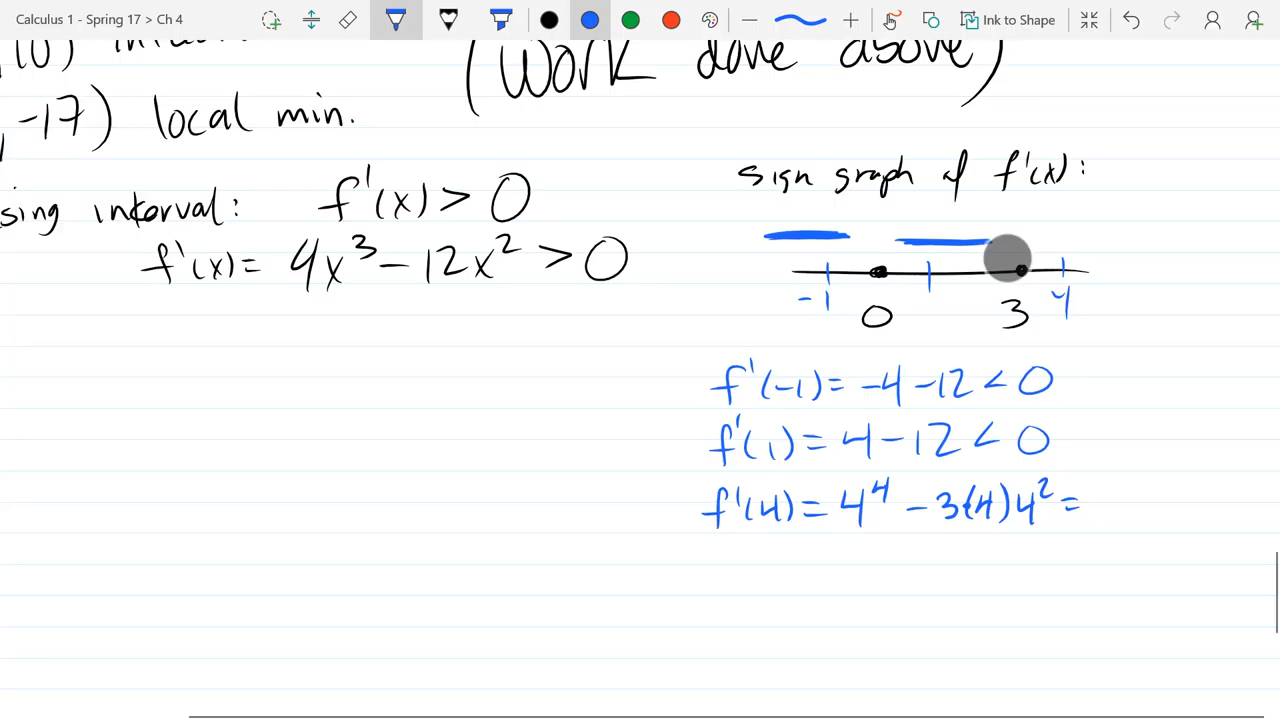 Calculus 1 - Spring 17 > Ch 4
Ink to Shape
(Work done above)
, -17) local min.
sign graph of f'(x):
sing interval: f'(x) > 0
f'(x) = 4x³ - 12x² > 0
-1 0 3 4
f'(-1) = -4 - 12 < 0
f'(1) = 4 - 12 < 0
f'(4) = 4⁴ - 3(4)4² =